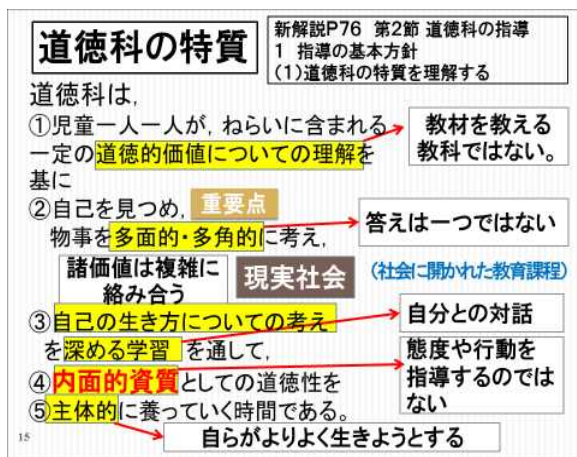 道徳科の特質
新解説P76 第2節 道徳科の指導
1 指導の基本方針
(1)道徳科の特質を理解する
道徳科は,
①児童一人一人が, ねらいに含まれる
一定の道徳的価値についての理解を
基に
教材を教える
教科ではない。
②自己を見つめ,
重要点
物事を多面的・多角的に考え,
答えは一つではない
諸価値は複雑に
絡み合う
現実社会
(社会に開かれた教育課程)
③自己の生き方についての考え
を深める学習 を通して,
自分との対話
④内面的資質としての道徳性を
態度や行動を
指導するのでは
ない
⑤主体的に養っていく時間である。
自らがよりよく生きようとする
15